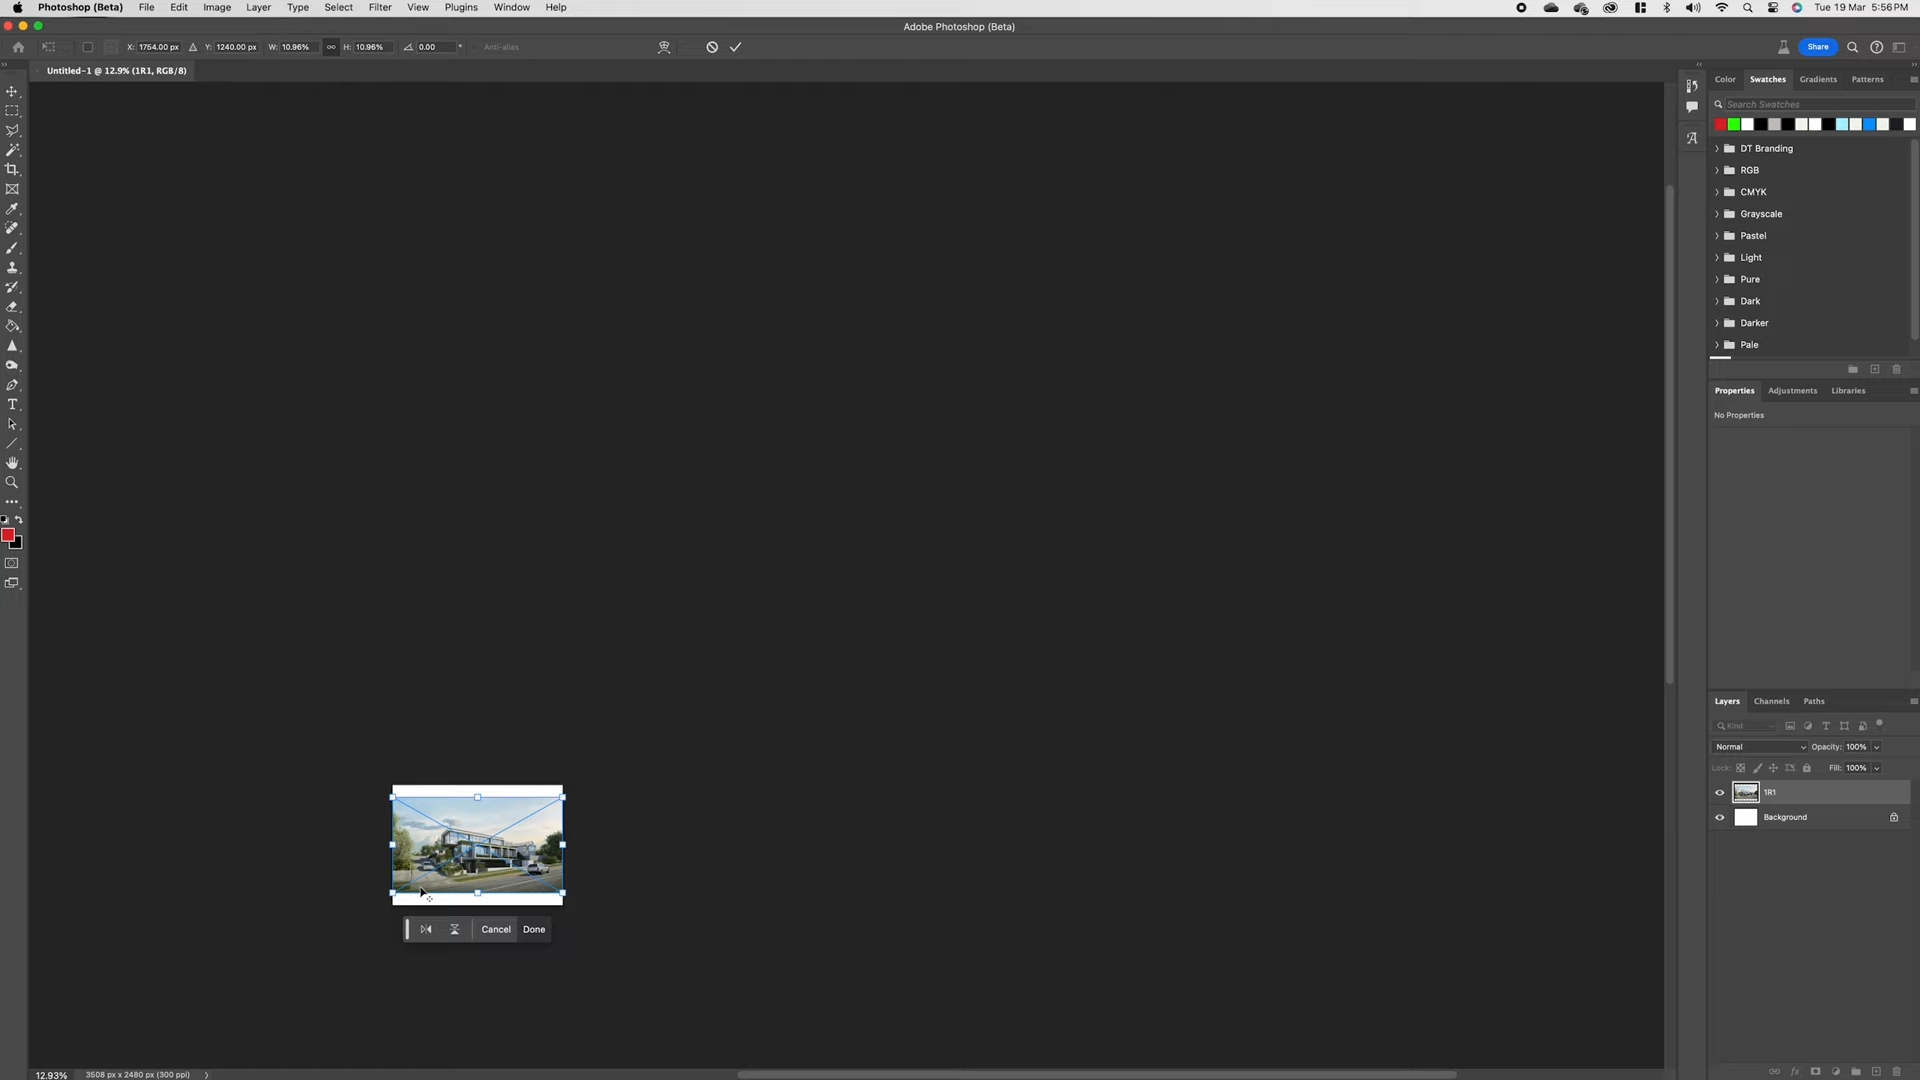 Photoshop (Beta) File Edit Image Layer Type Select Filter View Plugins Window Help Tue 19 Mar 5:56 PM
Adobe Photoshop (Beta)
X: 1754.00 px Y: 1240.00 px W: 10.96% H: 10.96% 0.00 ° Anti-alias Share
Untitled-1 @ 12.9% (1R1, RGB/8)
Color Swatches Gradients Patterns
Search Swatches
DT Branding
RGB
CMYK
Grayscale
Pastel
Light
Pure
Dark
Darker
Pale
Properties Adjustments Libraries
No Properties
Layers Channels Paths
Kind
Normal Opacity: 100%
Lock: Fill: 100%
1R1
Background
Cancel Done
12.93% 3508 px x 2480 px (300 ppi)